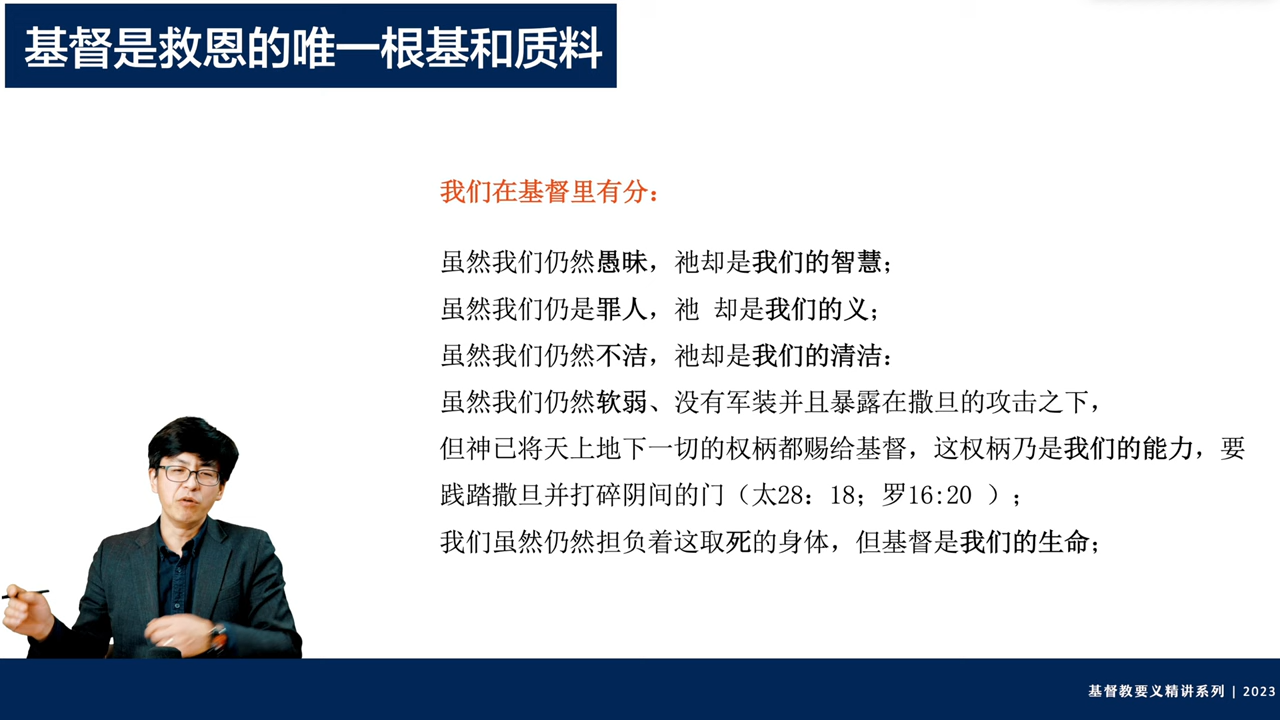 基督是救恩的唯一根基和质料
我们在基督里有分：
虽然我们仍然愚昧，祂却是我们的智慧；
虽然我们仍是罪人，祂 却是我们的义；
虽然我们仍然不洁，祂却是我们的清洁：
虽然我们仍然软弱、没有军装并且暴露在撒旦的攻击之下，
但神已将天上地下一切的权柄都赐给基督，这权柄乃是我们的能力，要
践踏撒旦并打碎阴间的门（太28：18；罗16:20 ）；
我们虽然仍然担负着这取死的身体，但基督是我们的生命；
基督教要义精讲系列 | 2023